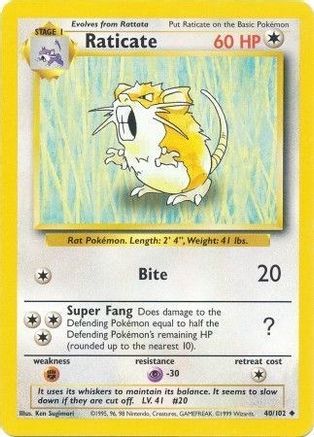 Evolves from Rattata Put Raticate on the Basic Pokémon
STAGE 1
Raticate 60 HP
Rat Pokémon. Length: 2' 4", Weight: 41 lbs.
Bite 20
Super Fang Does damage to the
Defending Pokémon equal to half the
Defending Pokémon's remaining HP
(rounded up to the nearest 10).
?
weakness resistance retreat cost
-30
It uses its whiskers to maintain its balance. It seems to slow
down if they are cut off. LV. 41 #20
Illus. Ken Sugimori ©1995, 96, 98 Nintendo, Creatures, GAMEFREAK. ©1999 Wizards. 40/102